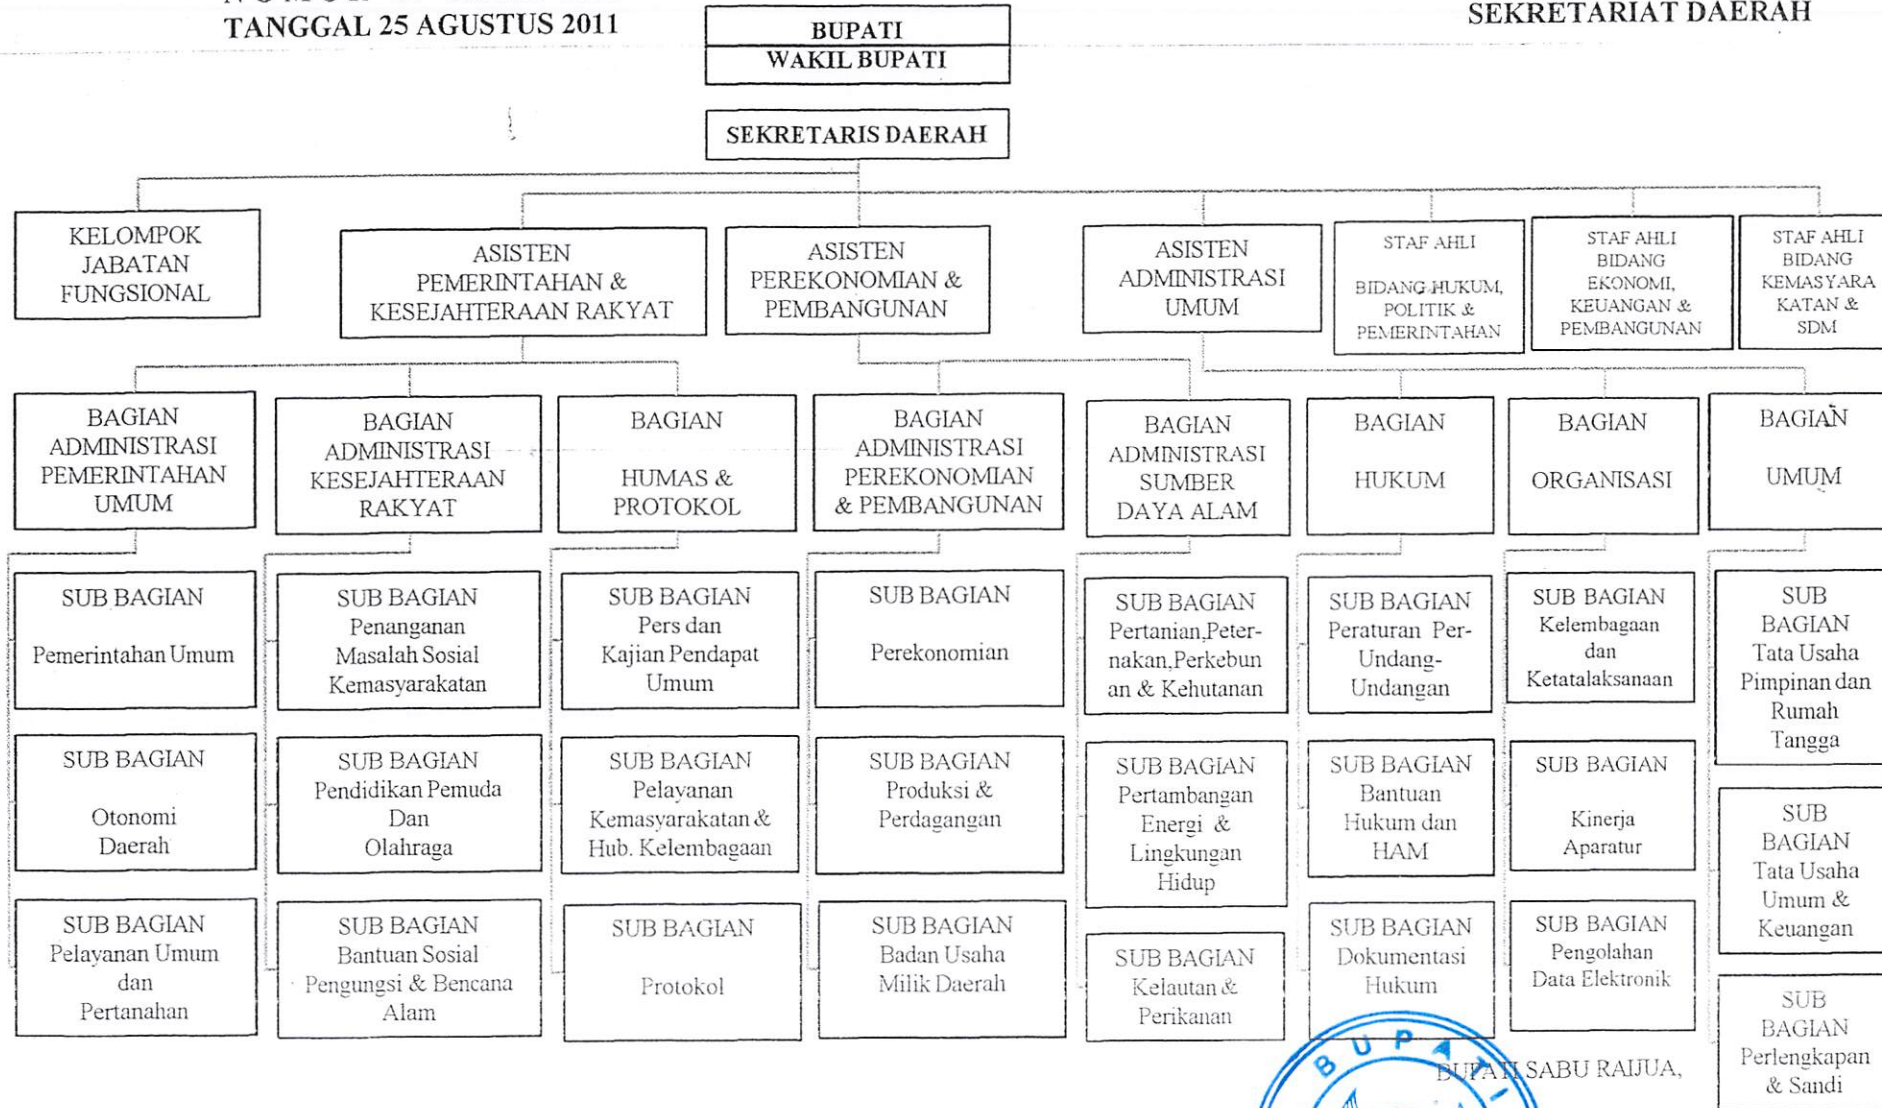 TANGGAL 25 AGUSTUS 2011
SEKRETARIAT DAERAH
BUPATI
WAKIL BUPATI
SEKRETARIS DAERAH
KELOMPOK
JABATAN
FUNGSIONAL
ASISTEN
PEMERINTAHAN &
KESEJAHTERAAN RAKYAT
ASISTEN
PEREKONOMIAN &
PEMBANGUNAN
ASISTEN
ADMINISTRASI
UMUM
STAF AHLI
BIDANG HUKUM,
POLITIK &
PEMERINTAHAN
STAF AHLI
BIDANG
EKONOMI,
KEUANGAN &
PEMBANGUNAN
STAF AHLI
BIDANG
KEMASYARA
KATAN &
SDM
BAGIAN
ADMINISTRASI
PEMERINTAHAN
UMUM
BAGIAN
ADMINISTRASI
KESEJAHTERAAN
RAKYAT
BAGIAN
HUMAS &
PROTOKOL
BAGIAN
ADMINISTRASI
PEREKONOMIAN
& PEMBANGUNAN
BAGIAN
ADMINISTRASI
SUMBER
DAYA ALAM
BAGIAN
HUKUM
BAGIAN
ORGANISASI
BAGIAN
UMUM
SUB BAGIAN
Pemerintahan Umum
SUB BAGIAN
Penanganan
Masalah Sosial
Kemasyarakatan
SUB BAGIAN
Pers dan
Kajian Pendapat
Umum
SUB BAGIAN
Perekonomian
SUB BAGIAN
Pertanian,Peter-
nakan,Perkebun
an & Kehutanan
SUB BAGIAN
Peraturan Per-
Undang-
Undangan
SUB BAGIAN
Kelembagaan
dan
Ketatalaksanaan
SUB
BAGIAN
Tata Usaha
Pimpinan dan
Rumah
Tangga
SUB BAGIAN
Otonomi
Daerah
SUB BAGIAN
Pendidikan Pemuda
Dan
Olahraga
SUB BAGIAN
Pelayanan
Kemasyarakatan &
Hub. Kelembagaan
SUB BAGIAN
Produksi &
Perdagangan
SUB BAGIAN
Pertambangan
Energi &
Lingkungan
Hidup
SUB BAGIAN
Bantuan
Hukum dan
HAM
SUB BAGIAN
Kinerja
Aparatur
SUB
BAGIAN
Tata Usaha
Umum &
Keuangan
SUB BAGIAN
Pelayanan Umum
dan
Pertanahan
SUB BAGIAN
Bantuan Sosial
Pengungsi & Bencana
Alam
SUB BAGIAN
Protokol
SUB BAGIAN
Badan Usaha
Milik Daerah
SUB BAGIAN
Kelautan &
Perikanan
SUB BAGIAN
Dokumentasi
Hukum
SUB BAGIAN
Pengolahan
Data Elektronik
SUB
BAGIAN
Perlengkapan
& Sandi
BUPATI
BUPATI SABU RAIJUA,